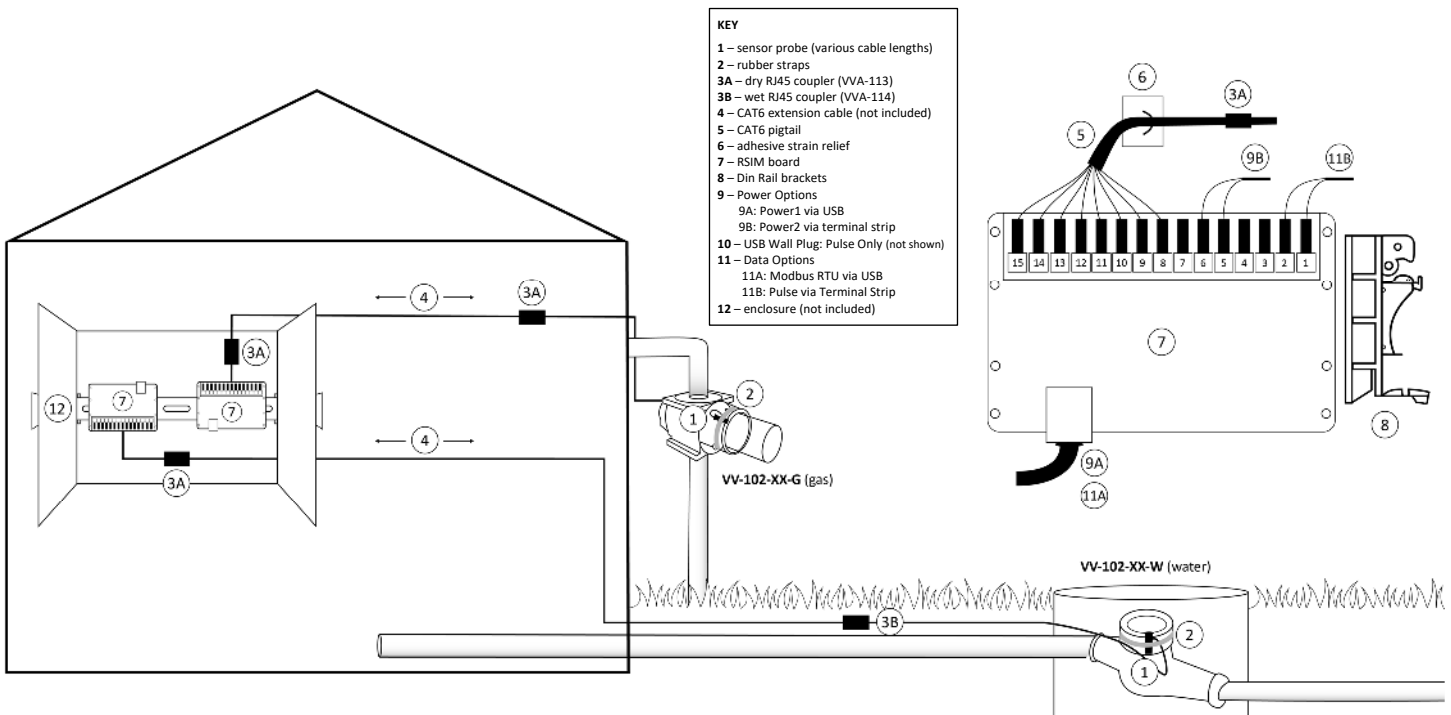 KEY
1 – sensor probe (various cable lengths)
2 – rubber straps
3A – dry RJ45 coupler (VVA-113)
3B – wet RJ45 coupler (VVA-114)
4 – CAT6 extension cable (not included)
5 – CAT6 pigtail
6 – adhesive strain relief
7 – RSIM board
8 – Din Rail brackets
9 – Power Options
9A: Power1 via USB
9B: Power2 via terminal strip
10 – USB Wall Plug: Pulse Only (not shown)
11 – Data Options
11A: Modbus RTU via USB
11B: Pulse via Terminal Strip
12 – enclosure (not included)
6
3A
5
9B
11B
15 14 13 12 11 10 9 8 7 6 5 4 3 2 1
7
8
9A
11A
4
3A
3A
12
7
7
4
3A
1
2
VV-102-XX-G (gas)
VV-102-XX-W (water)
3B
2
1